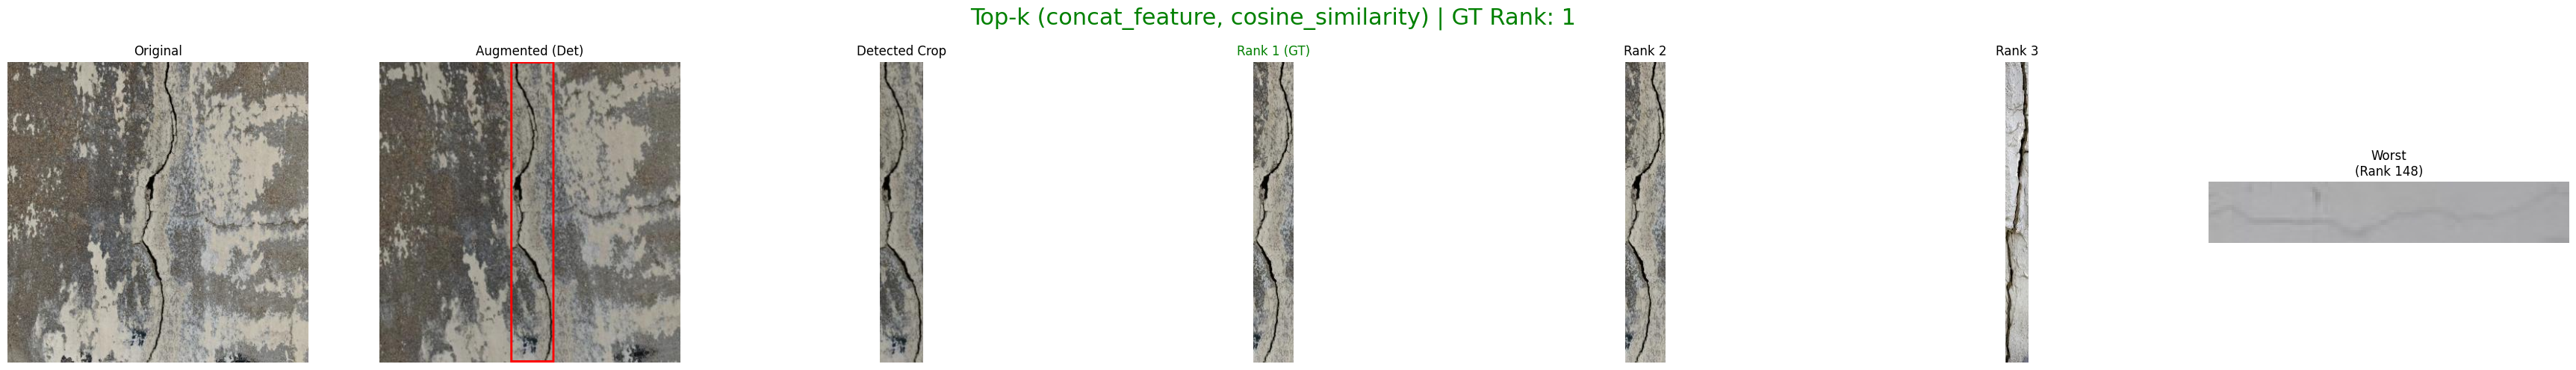 Top-k (concat_feature, cosine_similarity) | GT Rank: 1
Original
Augmented (Det)
Detected Crop
Rank 1 (GT)
Rank 2
Rank 3
Worst
(Rank 148)